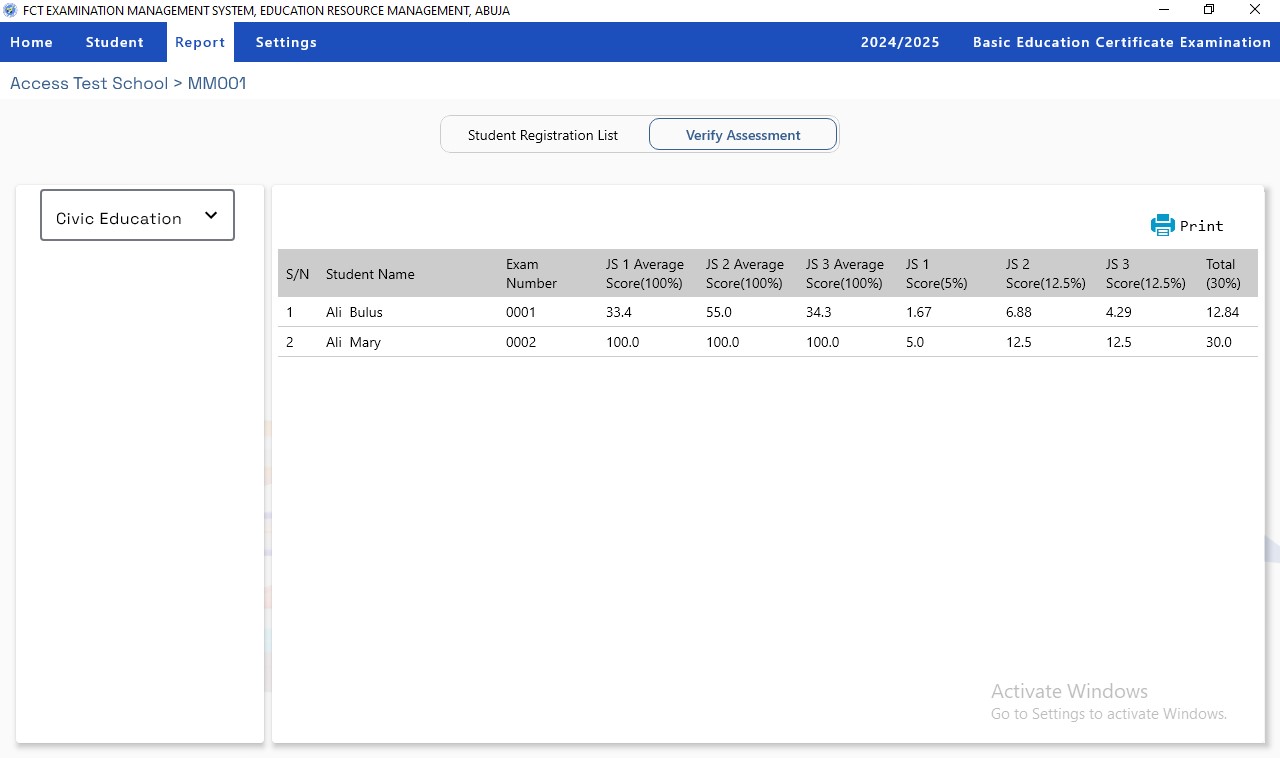 FCT EXAMINATION MANAGEMENT SYSTEM, EDUCATION RESOURCE MANAGEMENT, ABUJA
Home Student Report Settings 2024/2025 Basic Education Certificate Examination
Access Test School > MM001
Student Registration List Verify Assessment
Civic Education
Print
S/N Student Name Exam Number JS 1 Average Score(100%) JS 2 Average Score(100%) JS 3 Average Score(100%) JS 1 Score(5%) JS 2 Score(12.5%) JS 3 Score(12.5%) Total (30%)
1 Ali Bulus 0001 33.4 55.0 34.3 1.67 6.88 4.29 12.84
2 Ali Mary 0002 100.0 100.0 100.0 5.0 12.5 12.5 30.0
Activate Windows
Go to Settings to activate Windows.